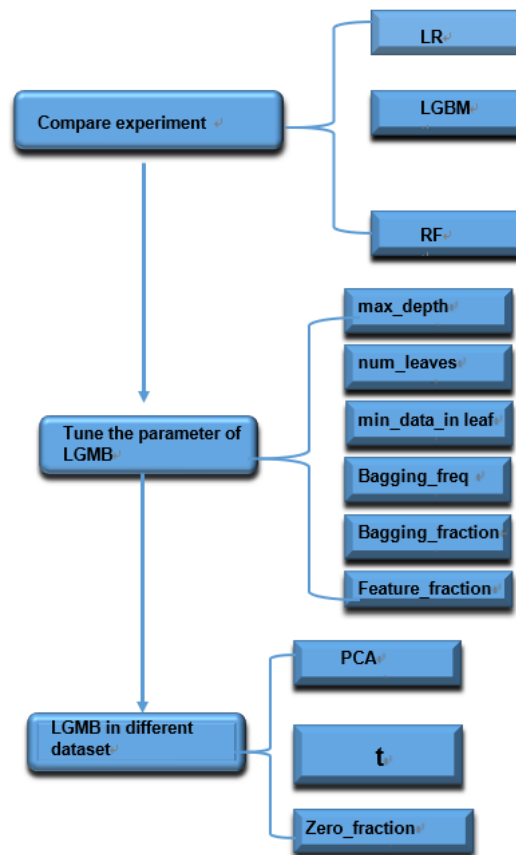 Compare experiment
LR
LGBM
RF
Tune the parameter of
LGMB
max_depth
num_leaves
min_data_in leaf
Bagging_freq
Bagging_fraction
Feature_fraction
LGMB in different
dataset
PCA
t
Zero_fraction